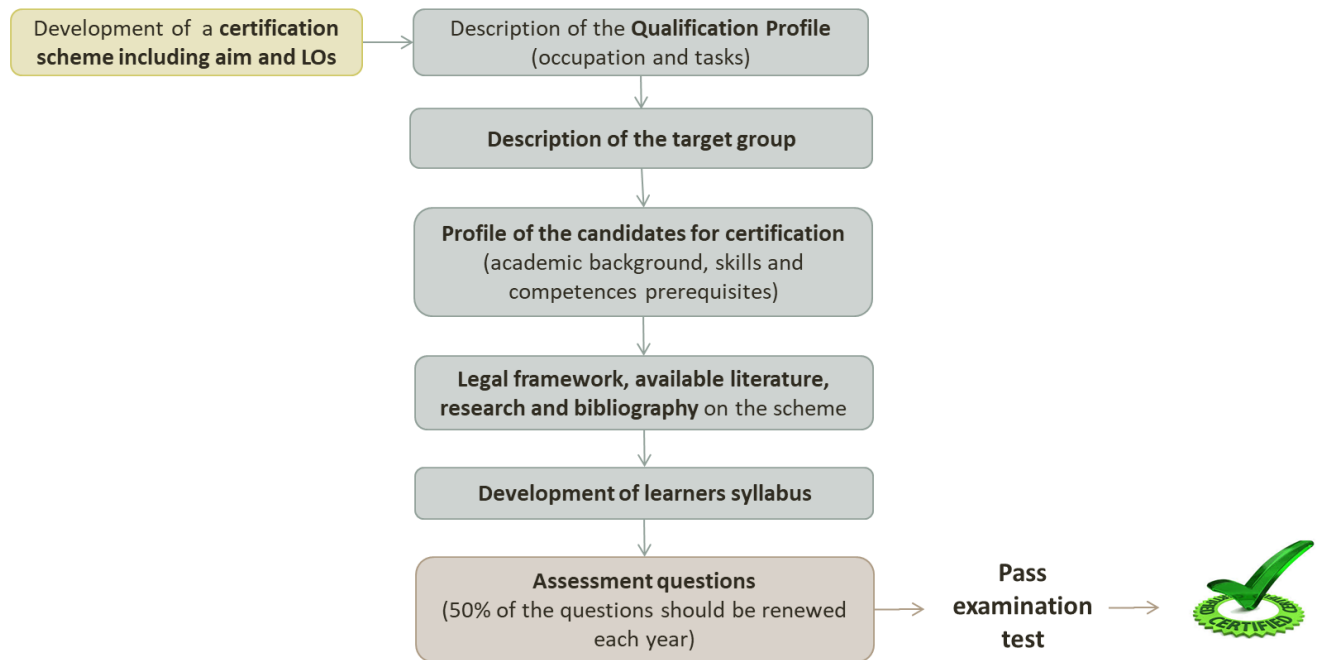 Development of a certification
scheme including aim and LOs
Description of the Qualification Profile
(occupation and tasks)
Description of the target group
Profile of the candidates for certification
(academic background, skills and
competences prerequisites)
Legal framework, available literature,
research and bibliography on the scheme
Development of learners syllabus
Assessment questions
(50% of the questions should be renewed
each year)
Pass
examination
test
CERTIFIED